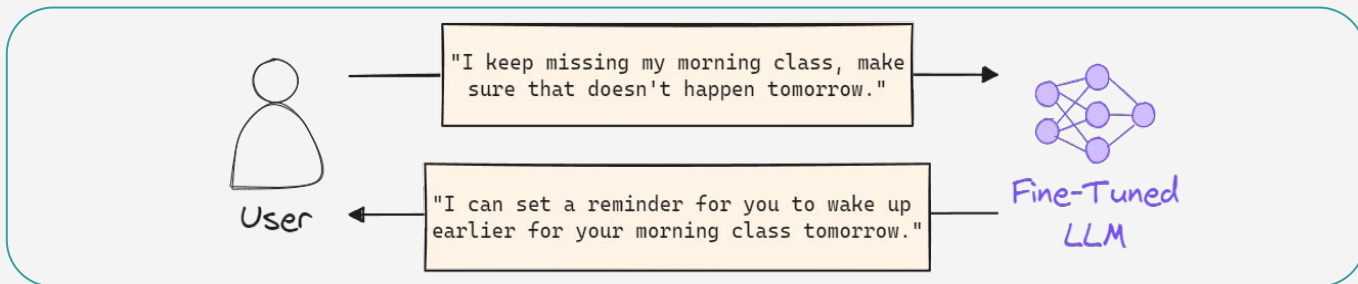 "I keep missing my morning class, make
sure that doesn't happen tomorrow."
"I can set a reminder for you to wake up
earlier for your morning class tomorrow."
User
Fine-Tuned
LLM